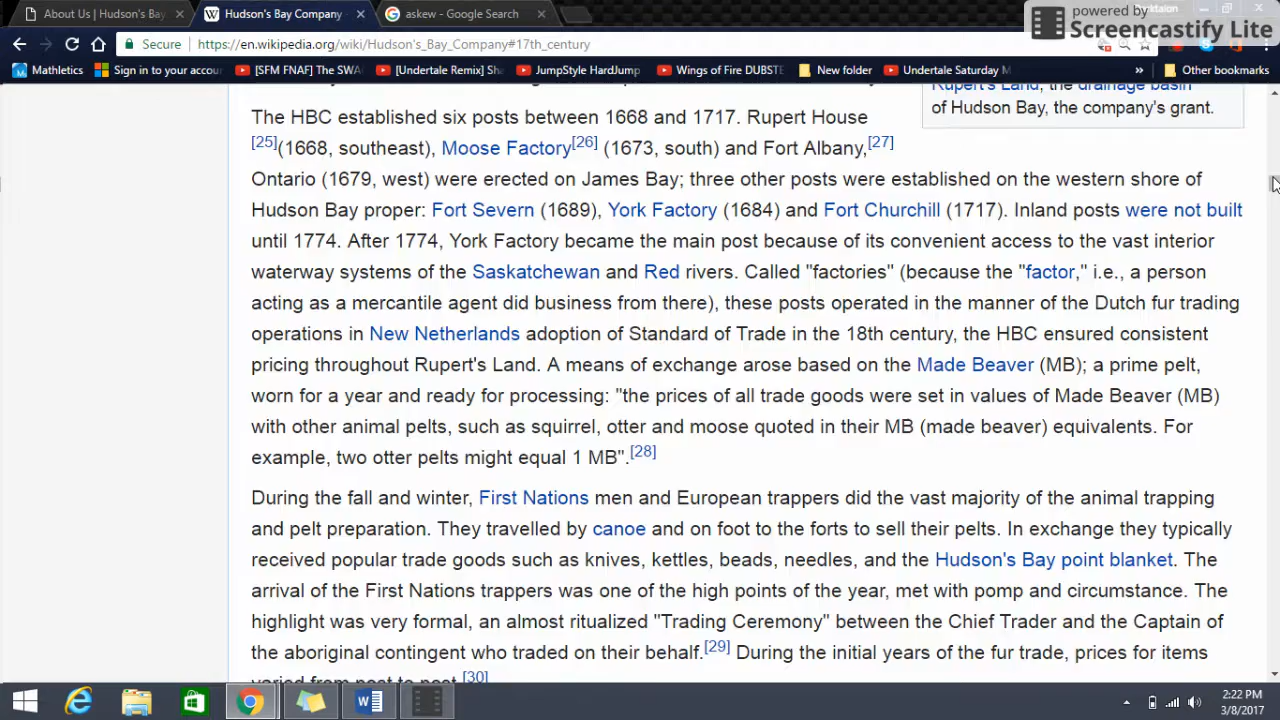 About Us | Hudson's Bay
Hudson's Bay Company -
askew - Google Search
powered by
Screencastify Lite
Secure
https://en.wikipedia.org/wiki/Hudson's_Bay_Company#17th_century
Mathletics
Sign in to your accou
[SFM FNAF] The SWA
[Undertale Remix] Sha
JumpStyle HardJump
Wings of Fire DUBSTE
New folder
Undertale Saturday M
»
Other bookmarks
Rupert's Land, the drainage basin
of Hudson Bay, the company's grant.
The HBC established six posts between 1668 and 1717. Rupert House
[25](1668, southeast), Moose Factory[26] (1673, south) and Fort Albany,[27]
Ontario (1679, west) were erected on James Bay; three other posts were established on the western shore of
Hudson Bay proper: Fort Severn (1689), York Factory (1684) and Fort Churchill (1717). Inland posts were not built
until 1774. After 1774, York Factory became the main post because of its convenient access to the vast interior
waterway systems of the Saskatchewan and Red rivers. Called "factories" (because the "factor," i.e., a person
acting as a mercantile agent did business from there), these posts operated in the manner of the Dutch fur trading
operations in New Netherlands adoption of Standard of Trade in the 18th century, the HBC ensured consistent
pricing throughout Rupert's Land. A means of exchange arose based on the Made Beaver (MB); a prime pelt,
worn for a year and ready for processing: "the prices of all trade goods were set in values of Made Beaver (MB)
with other animal pelts, such as squirrel, otter and moose quoted in their MB (made beaver) equivalents. For
example, two otter pelts might equal 1 MB".[28]
During the fall and winter, First Nations men and European trappers did the vast majority of the animal trapping
and pelt preparation. They travelled by canoe and on foot to the forts to sell their pelts. In exchange they typically
received popular trade goods such as knives, kettles, beads, needles, and the Hudson's Bay point blanket. The
arrival of the First Nations trappers was one of the high points of the year, met with pomp and circumstance. The
highlight was very formal, an almost ritualized "Trading Ceremony" between the Chief Trader and the Captain of
the aboriginal contingent who traded on their behalf.[29] During the initial years of the fur trade, prices for items
varied from post to post.[30]
2:22 PM
3/8/2017